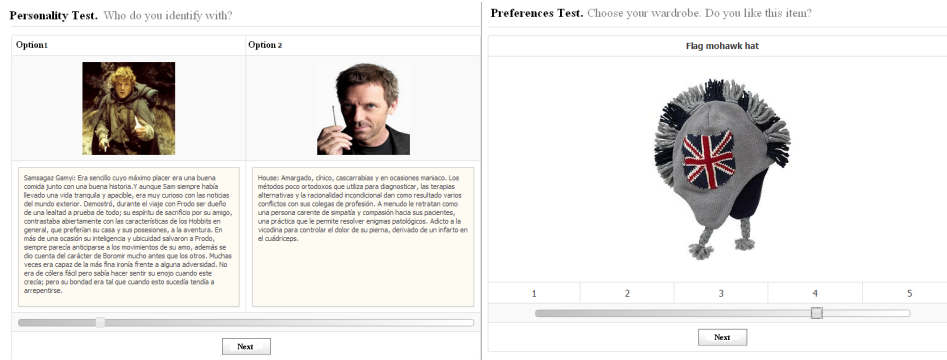 Personality Test. Who do you identify with?
Option1
Option 2
Samsagaz Gamyi: Era sencillo cuyo máximo placer era una buena
comida junto con una buena historia.Y aunque Sam siempre había
llevado una vida tranquila y apacible, era muy curioso con las noticias
del mundo exterior. Demostró, durante el viaje con Frodo ser dueño
de una lealtad a prueba de todo; su espíritu de sacrificio por su amigo,
contrastaba abiertamente con las características de los Hobbits en
general, que preferían su casa y sus posesiones, a la aventura. En
más de una ocasión su inteligencia y ubicuidad salvaron a Frodo,
siempre parecía anticiparse a los movimientos de su amo, además se
dio cuenta del carácter de Boromir mucho antes que los otros. Muchas
veces era capaz de la más fina ironía frente a alguna adversidad. No
era de cólera fácil pero sabía hacer sentir su enojo cuando este
crecía; pero su bondad era tal que cuando esto sucedía tendía a
arrepentirse.
House: Amargado, cínico, cascarrabias y en ocasiones maniaco. Los
métodos poco ortodoxos que utiliza para diagnosticar, las terapias
alternativas y la racionalidad incondicional dan como resultado varios
conflictos con sus colegas de profesión. A menudo le retratan como
una persona carente de simpatía y compasión hacia sus pacientes,
una práctica que le permite resolver enigmas patológicos. Adicto a la
vicodina para controlar el dolor de su pierna, derivado de un infarto en
el cuádriceps.
Next
Preferences Test. Choose your wardrobe. Do you like this item?
Flag mohawk hat
1 2 3 4 5
Next